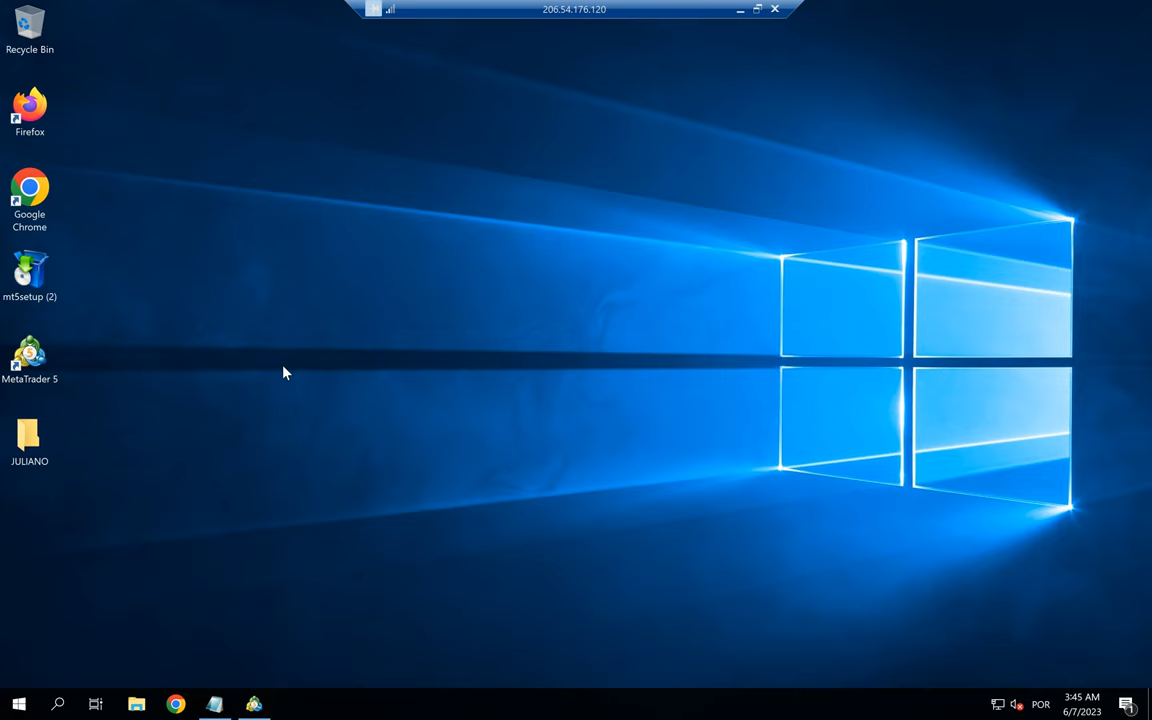 206.54.176.120
Recycle Bin
Firefox
Google
Chrome
mt5setup (2)
MetaTrader 5
JULIANO
POR
3:45 AM
6/7/2023
1